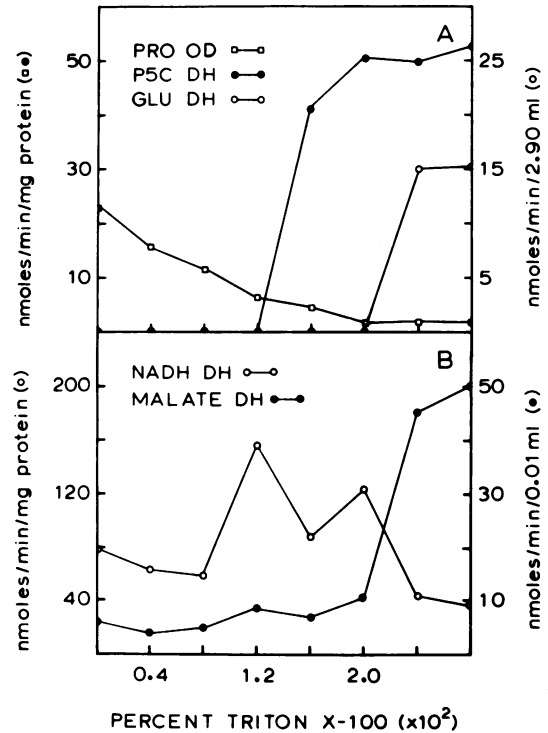 A
PRO OD □-□
P5C DH ●-●
GLU DH ○-○
nmoles/min/mg protein (□●)
50
30
10
nmoles/min/2.90 ml (○)
25
15
5
B
NADH DH ○-○
MALATE DH ●-●
nmoles/min/mg protein (○)
200
120
40
nmoles/min/0.01 ml (●)
50
30
10
0.4 1.2 2.0
PERCENT TRITON X-100 (x10²)